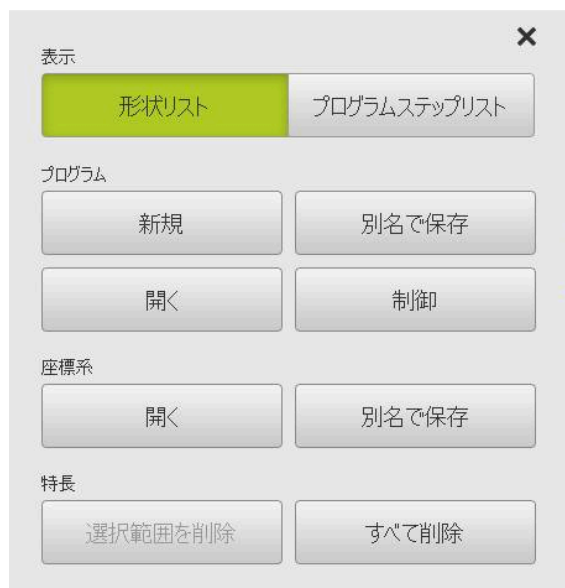 表示
形状リスト プログラムステップリスト
プログラム
新規 別名で保存
開く 制御
座標系
開く 別名で保存
特長
選択範囲を削除 すべて削除